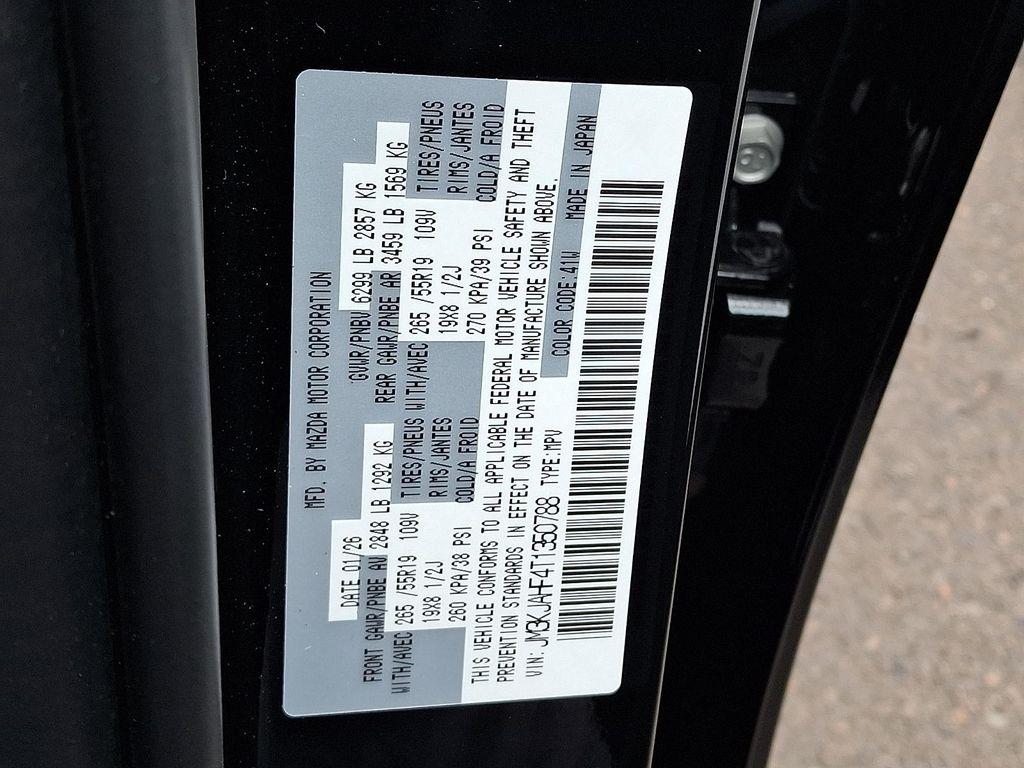 MFD. BY MAZDA MOTOR CORPORATION
DATE 01/26 GVWR/PNBV 6299 LB 2857 KG
FRONT GAWR/PNBE AV 2848 LB 1292 KG REAR GAWR/PNBE AR 3459 LB 1569 KG
WITH/AVEC 265 /55R19 109V TIRES/PNEUS WITH/AVEC 265 /55R19 109V TIRES/PNEUS
19X8 1/2J RIMS/JANTES 19X8 1/2J RIMS/JANTES
260 KPA/38 PSI COLD/A FROID 270 KPA/39 PSI COLD/A FROID
THIS VEHICLE CONFORMS TO ALL APPLICABLE FEDERAL MOTOR VEHICLE SAFETY AND THEFT
PREVENTION STANDARDS IN EFFECT ON THE DATE OF MANUFACTURE SHOWN ABOVE.
VIN: JM3KJAHF4T1350788 TYPE:MPV COLOR CODE.41W MADE IN JAPAN